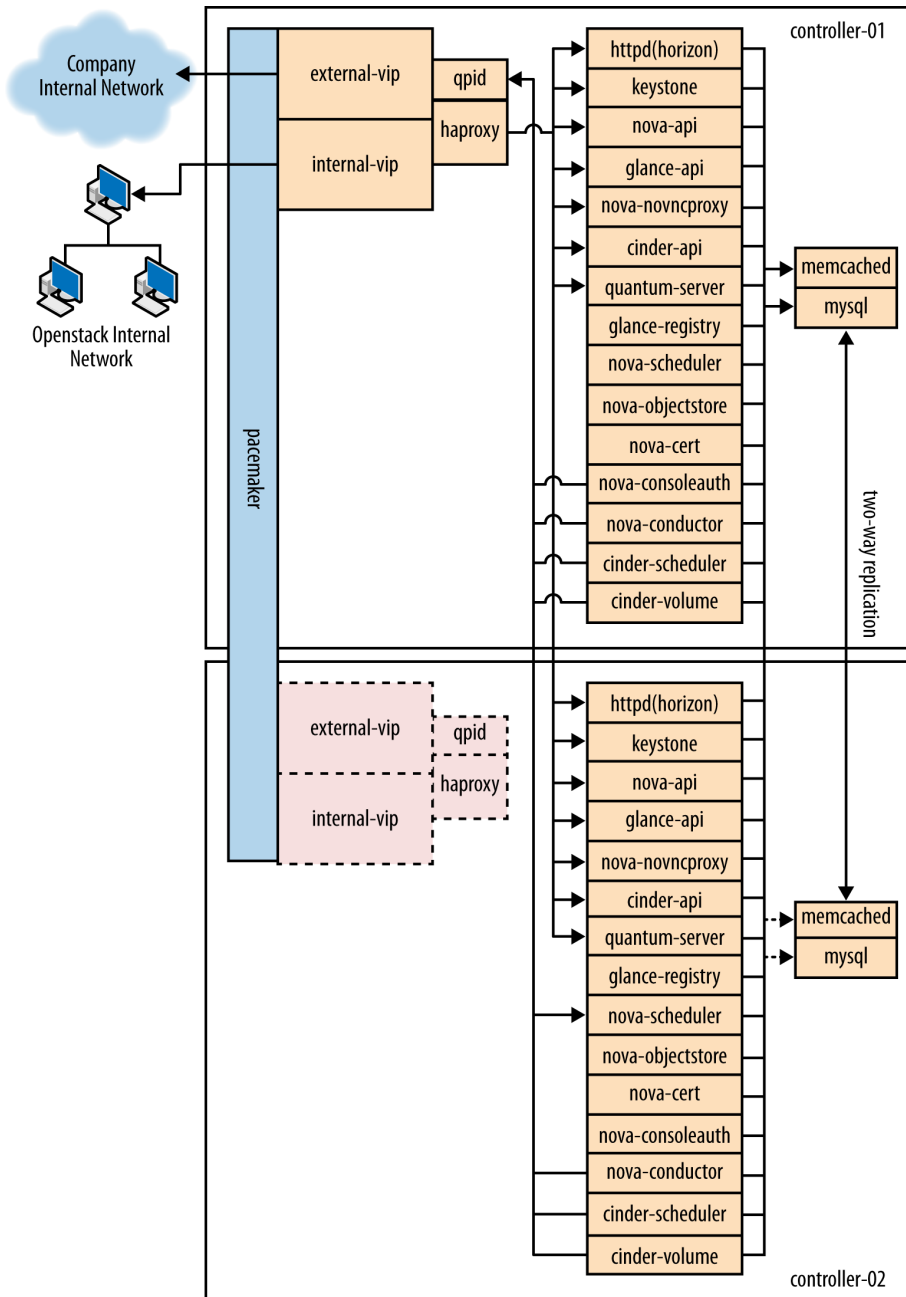 controller-01
Company
Internal Network
external-vip
qpid
haproxy
internal-vip
Openstack Internal
Network
pacemaker
httpd(horizon)
keystone
nova-api
glance-api
nova-novncproxy
cinder-api
quantum-server
glance-registry
nova-scheduler
nova-objectstore
nova-cert
nova-consoleauth
nova-conductor
cinder-scheduler
cinder-volume
memcached
mysql
two-way replication
external-vip
qpid
haproxy
internal-vip
httpd(horizon)
keystone
nova-api
glance-api
nova-novncproxy
cinder-api
quantum-server
glance-registry
nova-scheduler
nova-objectstore
nova-cert
nova-consoleauth
nova-conductor
cinder-scheduler
cinder-volume
memcached
mysql
controller-02